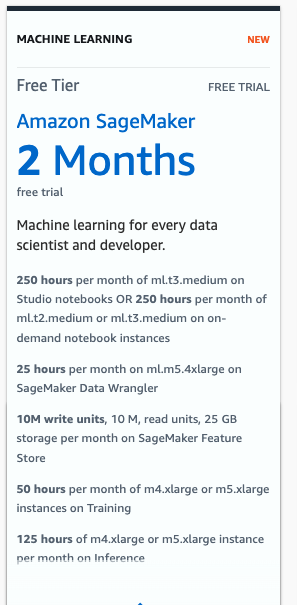 MACHINE LEARNING NEW
Free Tier FREE TRIAL
Amazon SageMaker
2 Months
free trial
Machine learning for every data
scientist and developer.
250 hours per month of ml.t3.medium on
Studio notebooks OR 250 hours per month of
ml.t2.medium or ml.t3.medium on on-
demand notebook instances
25 hours per month on ml.m5.4xlarge on
SageMaker Data Wrangler
10M write units, 10 M, read units, 25 GB
storage per month on SageMaker Feature
Store
50 hours per month of m4.xlarge or m5.xlarge
instances on Training
125 hours of m4.xlarge or m5.xlarge instance
per month on Inference